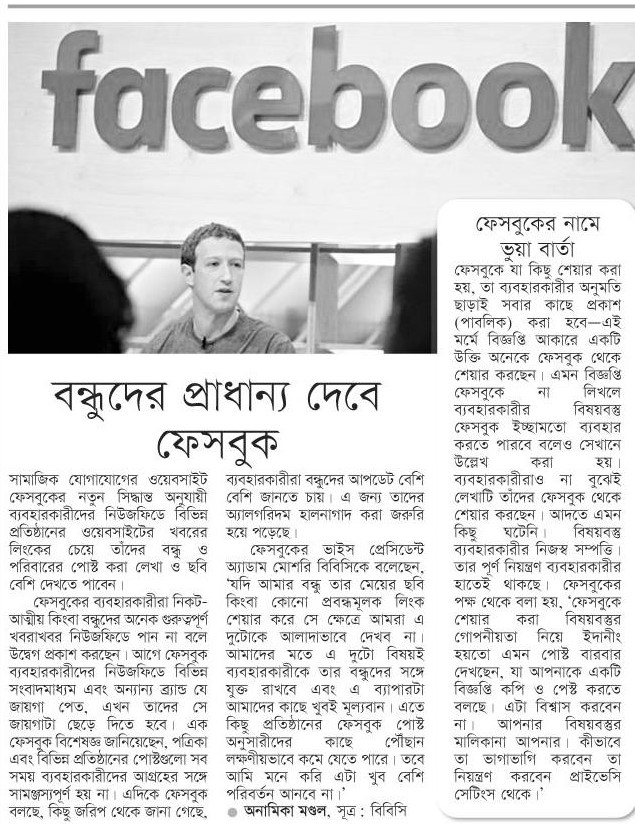 facebook
বন্ধুদের প্রাধান্য দেবে
ফেসবুক
সামাজিক যোগাযোগের ওয়েবসাইট
ফেসবুকের নতুন সিদ্ধান্ত অনুযায়ী
ব্যবহারকারীদের নিউজফিডে বিভিন্ন
প্রতিষ্ঠানের ওয়েবসাইটের খবরের
লিংকের চেয়ে তাঁদের বন্ধু ও
পরিবারের পোস্ট করা লেখা ও ছবি
বেশি দেখতে পাবেন।
ফেসবুকের ব্যবহারকারীরা নিকট-
আত্মীয় কিংবা বন্ধুদের অনেক গুরুত্বপূর্ণ
খবরাখবর নিউজফিডে পান না বলে
উদ্বেগ প্রকাশ করছেন। আগে ফেসবুক
ব্যবহারকারীদের নিউজফিডে বিভিন্ন
সংবাদমাধ্যম এবং অন্যান্য ব্র্যান্ড যে
জায়গা পেত, এখন তাদের সে
জায়গাটা ছেড়ে দিতে হবে। এক
ফেসবুক বিশেষজ্ঞ জানিয়েছেন, পত্রিকা
এবং বিভিন্ন প্রতিষ্ঠানের পোস্টগুলো সব
সময় ব্যবহারকারীদের আগ্রহের সঙ্গে
সামঞ্জস্যপূর্ণ হয় না। এদিকে ফেসবুক
বলছে, কিছু জরিপ থেকে জানা গেছে,
ব্যবহারকারীরা বন্ধুদের আপডেট বেশি
বেশি জানতে চায়। এ জন্য তাদের
অ্যালগরিদম হালনাগাদ করা জরুরি
হয়ে পড়েছে।
ফেসবুকের ভাইস প্রেসিডেন্ট
অ্যাডাম মোশরি বিবিসিকে বলেছেন,
‘যদি আমার বন্ধু তার মেয়ের ছবি
কিংবা কোনো প্রবন্ধমূলক লিংক
শেয়ার করে সে ক্ষেত্রে আমরা এ
দুটোকে আলাদাভাবে দেখব না।
আমাদের মতে এ দুটো বিষয়ই
ব্যবহারকারীকে তার বন্ধুদের সঙ্গে
যুক্ত রাখবে এবং এ ব্যাপারটা
আমাদের কাছে খুবই মূল্যবান। এতে
কিছু প্রতিষ্ঠানের ফেসবুক পোস্ট
অনুসারীদের কাছে পৌঁছান
লক্ষণীয়ভাবে কমে যেতে পারে। তবে
আমি মনে করি এটা খুব বেশি
পরিবর্তন আনবে না।’
● অনামিকা মণ্ডল, সূত্র : বিবিসি
ফেসবুকের নামে
ভুয়া বার্তা
ফেসবুকে যা কিছু শেয়ার করা
হয়, তা ব্যবহারকারীর অনুমতি
ছাড়াই সবার কাছে প্রকাশ
(পাবলিক) করা হবে—এই
মর্মে বিজ্ঞপ্তি আকারে একটি
উক্তি অনেকে ফেসবুক থেকে
শেয়ার করছেন। এমন বিজ্ঞপ্তি
ফেসবুকে না লিখলে
ব্যবহারকারীর বিষয়বস্তু
ফেসবুক ইচ্ছামতো ব্যবহার
করতে পারবে বলেও সেখানে
উল্লেখ করা হয়।
ব্যবহারকারীরাও না বুঝেই
লেখাটি তাঁদের ফেসবুক থেকে
শেয়ার করছেন। আদতে এমন
কিছু ঘটেনি। বিষয়বস্তু
ব্যবহারকারীর নিজস্ব সম্পত্তি।
তার পূর্ণ নিয়ন্ত্রণ ব্যবহারকারীর
হাতেই থাকছে। ফেসবুকের
পক্ষ থেকে বলা হয়, ‘ফেসবুকে
শেয়ার করা বিষয়বস্তুর
গোপনীয়তা নিয়ে ইদানীং
হয়তো এমন পোস্ট বারবার
দেখছেন, যা আপনাকে একটি
বিজ্ঞপ্তি কপি ও পেস্ট করতে
বলছে। এটা বিশ্বাস করবেন
না। আপনার বিষয়বস্তুর
মালিকানা আপনার। কীভাবে
তা ভাগাভাগি করবেন তা
নিয়ন্ত্রণ করবেন প্রাইভেসি
সেটিংস থেকে।’